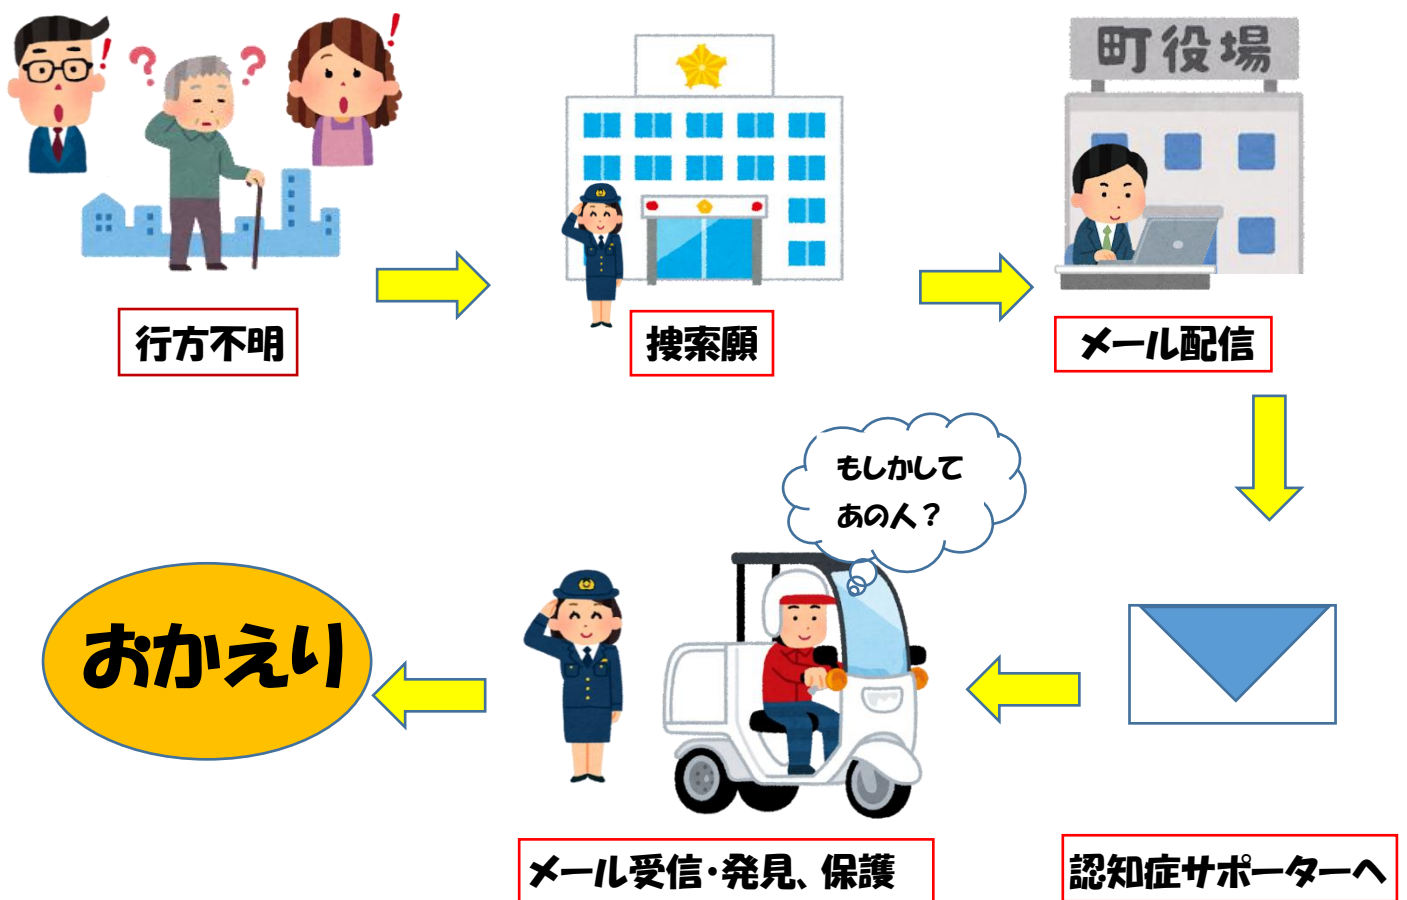 町役場
行方不明
捜索願
メール配信
もしかして
あの人？
おかえり
メール受信・発見、保護
認知症サポーターへ